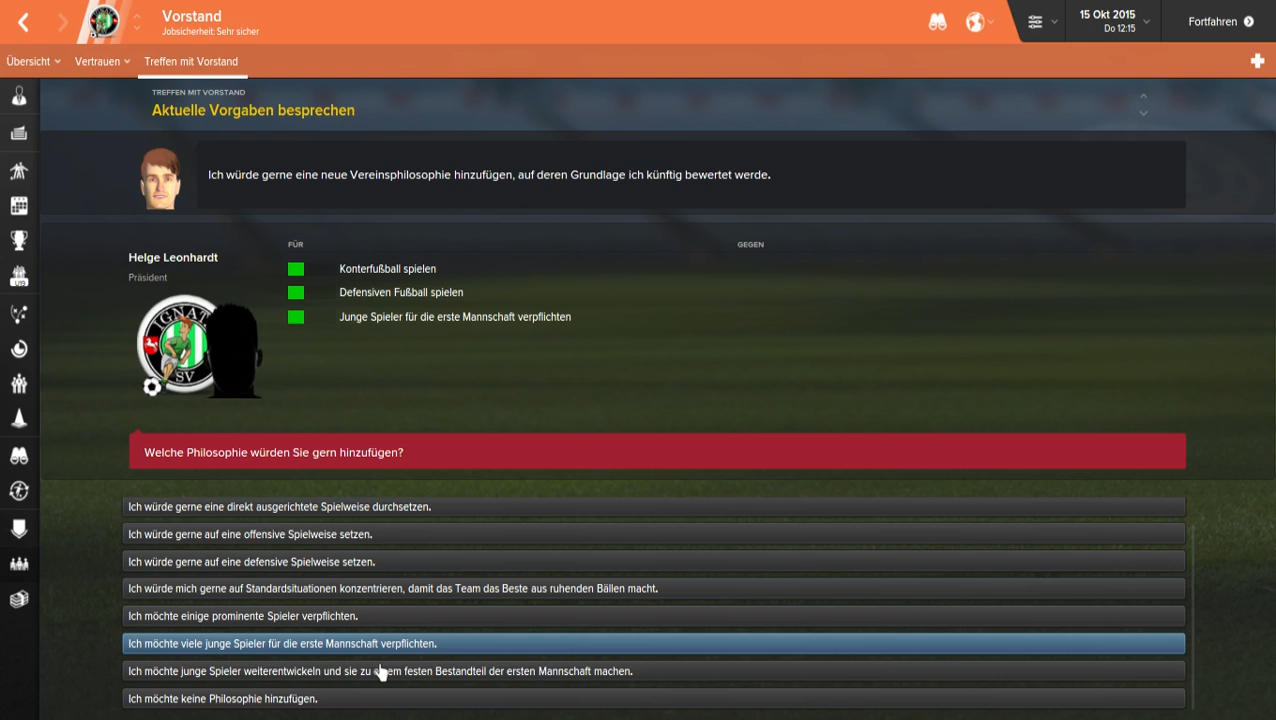 Vorstand
Jobsicherheit: Sehr sicher
15 Okt 2015
Do 12:15
Fortfahren
Übersicht
Vertrauen
Treffen mit Vorstand
TREFFEN MIT VORSTAND
Aktuelle Vorgaben besprechen
Ich würde gerne eine neue Vereinsphilosophie hinzufügen, auf deren Grundlage ich künftig bewertet werde.
U19
FÜR
GEGEN
Helge Leonhardt
Präsident
Konterfußball spielen
Defensiven Fußball spielen
Junge Spieler für die erste Mannschaft verpflichten
IGNAT
SV
Welche Philosophie würden Sie gern hinzufügen?
Ich würde gerne eine direkt ausgerichtete Spielweise durchsetzen.
Ich würde gerne auf eine offensive Spielweise setzen.
Ich würde gerne auf eine defensive Spielweise setzen.
Ich würde mich gerne auf Standardsituationen konzentrieren, damit das Team das Beste aus ruhenden Bällen macht.
Ich möchte einige prominente Spieler verpflichten.
Ich möchte viele junge Spieler für die erste Mannschaft verpflichten.
Ich möchte junge Spieler weiterentwickeln und sie zu einem festen Bestandteil der ersten Mannschaft machen.
Ich möchte keine Philosophie hinzufügen.